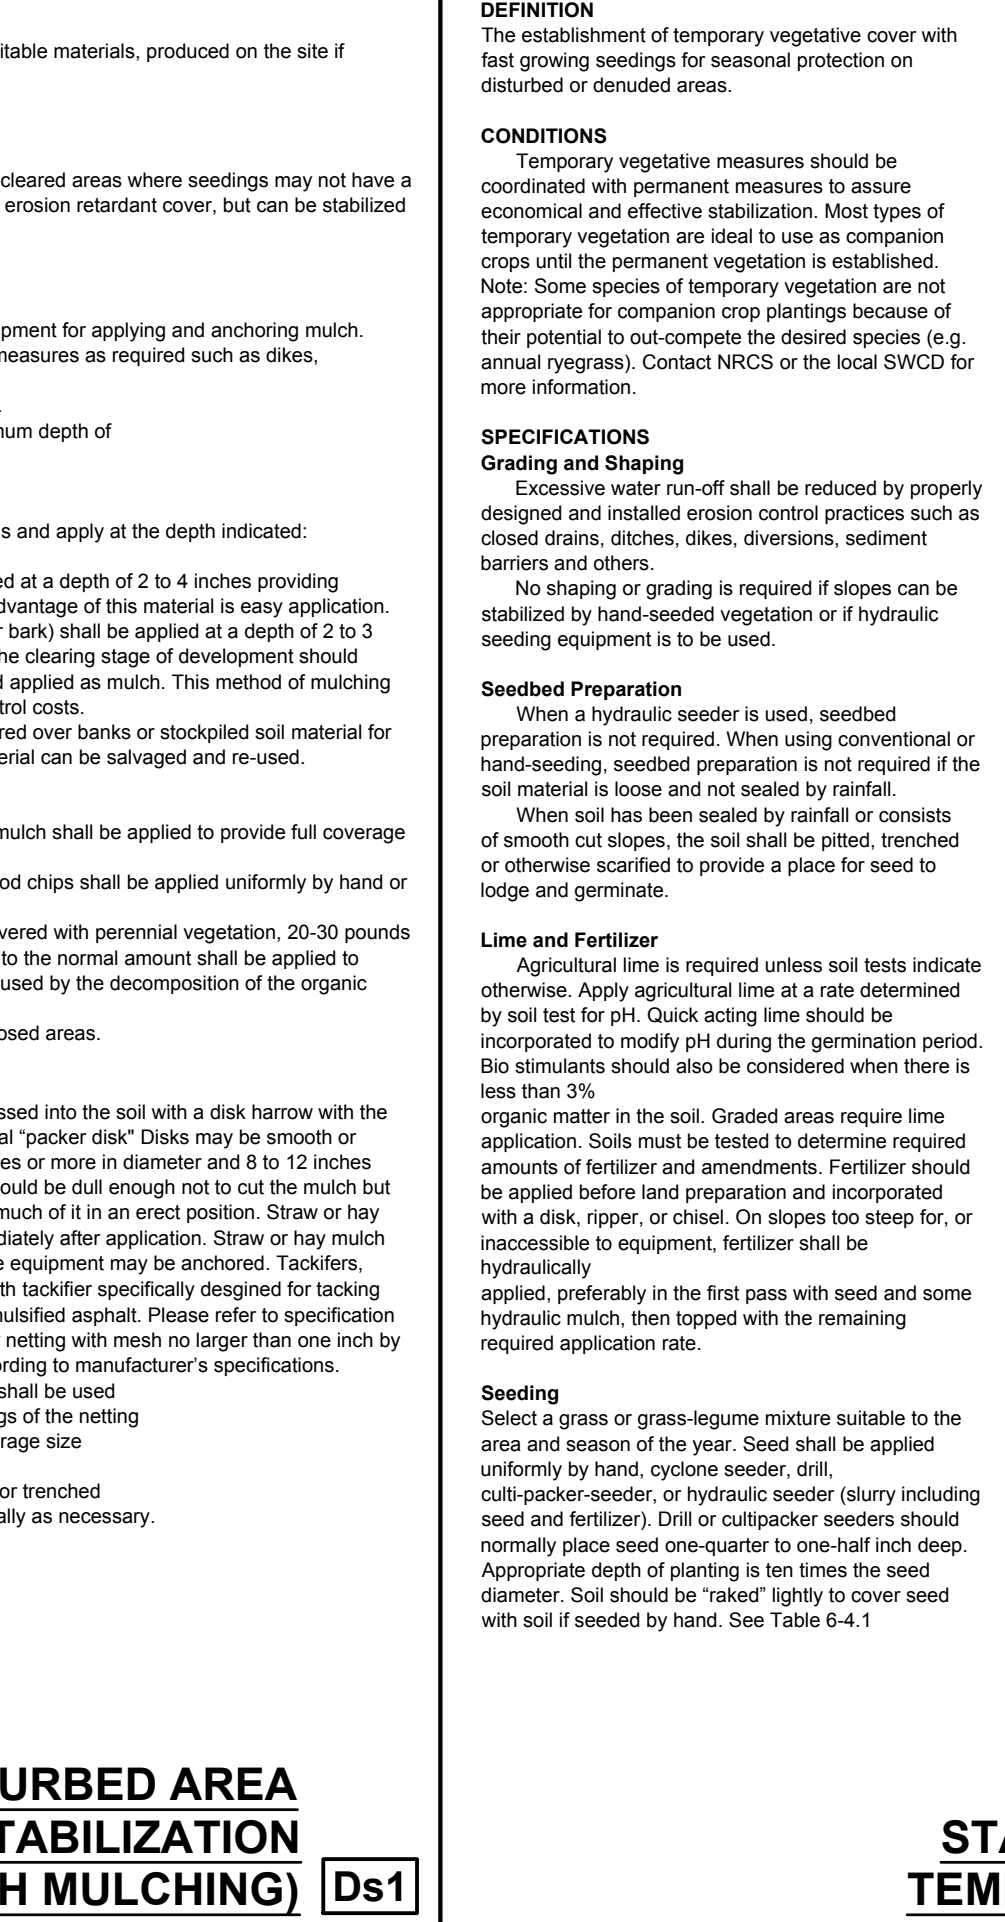 itable materials, produced on the site if
cleared areas where seedings may not have a
erosion retardant cover, but can be stabilized
pment for applying and anchoring mulch.
measures as required such as dikes,
.
num depth of
s and apply at the depth indicated:
ed at a depth of 2 to 4 inches providing
dvantage of this material is easy application.
r bark) shall be applied at a depth of 2 to 3
he clearing stage of development should
d applied as mulch. This method of mulching
trol costs.
red over banks or stockpiled soil material for
erial can be salvaged and re-used.
mulch shall be applied to provide full coverage
od chips shall be applied uniformly by hand or
vered with perennial vegetation, 20-30 pounds
to the normal amount shall be applied to
used by the decomposition of the organic
osed areas.
ssed into the soil with a disk harrow with the
al “packer disk" Disks may be smooth or
es or more in diameter and 8 to 12 inches
ould be dull enough not to cut the mulch but
much of it in an erect position. Straw or hay
diately after application. Straw or hay mulch
e equipment may be anchored. Tackifers,
th tackifier specifically desgined for tacking
nulsified asphalt. Please refer to specification
r netting with mesh no larger than one inch by
ording to manufacturer’s specifications.
shall be used
gs of the netting
rage size
or trenched
ally as necessary.
URBED AREA
TABILIZATION
H MULCHING)
Ds1
DEFINITION
The establishment of temporary vegetative cover with
fast growing seedings for seasonal protection on
disturbed or denuded areas.
CONDITIONS
Temporary vegetative measures should be
coordinated with permanent measures to assure
economical and effective stabilization. Most types of
temporary vegetation are ideal to use as companion
crops until the permanent vegetation is established.
Note: Some species of temporary vegetation are not
appropriate for companion crop plantings because of
their potential to out-compete the desired species (e.g.
annual ryegrass). Contact NRCS or the local SWCD for
more information.
SPECIFICATIONS
Grading and Shaping
Excessive water run-off shall be reduced by properly
designed and installed erosion control practices such as
closed drains, ditches, dikes, diversions, sediment
barriers and others.
No shaping or grading is required if slopes can be
stabilized by hand-seeded vegetation or if hydraulic
seeding equipment is to be used.
Seedbed Preparation
When a hydraulic seeder is used, seedbed
preparation is not required. When using conventional or
hand-seeding, seedbed preparation is not required if the
soil material is loose and not sealed by rainfall.
When soil has been sealed by rainfall or consists
of smooth cut slopes, the soil shall be pitted, trenched
or otherwise scarified to provide a place for seed to
lodge and germinate.
Lime and Fertilizer
Agricultural lime is required unless soil tests indicate
otherwise. Apply agricultural lime at a rate determined
by soil test for pH. Quick acting lime should be
incorporated to modify pH during the germination period.
Bio stimulants should also be considered when there is
less than 3%
organic matter in the soil. Graded areas require lime
application. Soils must be tested to determine required
amounts of fertilizer and amendments. Fertilizer should
be applied before land preparation and incorporated
with a disk, ripper, or chisel. On slopes too steep for, or
inaccessible to equipment, fertilizer shall be
hydraulically
applied, preferably in the first pass with seed and some
hydraulic mulch, then topped with the remaining
required application rate.
Seeding
Select a grass or grass-legume mixture suitable to the
area and season of the year. Seed shall be applied
uniformly by hand, cyclone seeder, drill,
culti-packer-seeder, or hydraulic seeder (slurry including
seed and fertilizer). Drill or cultipacker seeders should
normally place seed one-quarter to one-half inch deep.
Appropriate depth of planting is ten times the seed
diameter. Soil should be “raked” lightly to cover seed
with soil if seeded by hand. See Table 6-4.1
STA
TEM